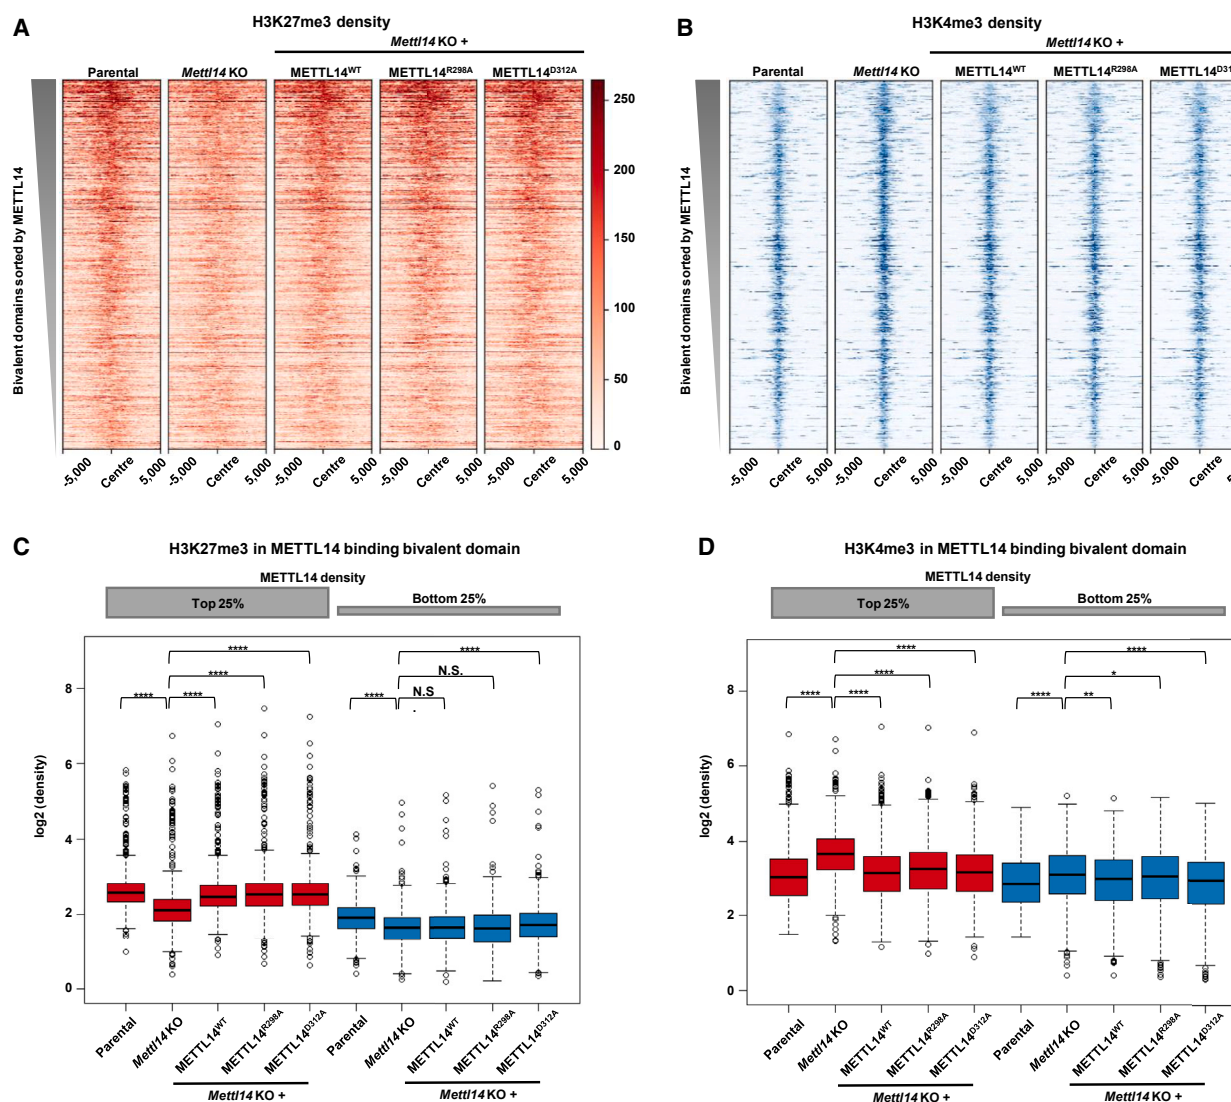 A
H3K27me3 density
Mettl14 KO +
Parental
Mettl14 KO
METTL14WT
METTL14R298A
METTL14D312A
Bivalent domains sorted by METTL14
250
200
150
100
50
0
-5,000 Centre 5,000
-5,000 Centre 5,000
-5,000 Centre 5,000
-5,000 Centre 5,000
-5,000 Centre 5,000
B
H3K4me3 density
Mettl14 KO +
Parental
Mettl14 KO
METTL14WT
METTL14R298A
METTL14D31
Bivalent domains sorted by METTL14
-5,000 Centre 5,000
-5,000 Centre 5,000
-5,000 Centre 5,000
-5,000 Centre 5,000
-5,000 Centre 5
C
H3K27me3 in METTL14 binding bivalent domain
METTL14 density
Top 25%
Bottom 25%
log2 (density)
8
6
4
2
0
****
****
****
****
****
N.S
N.S.
****
Parental
Mettl14 KO
METTL14WT
METTL14R298A
METTL14D312A
Parental
Mettl14 KO
METTL14WT
METTL14R298A
METTL14D312A
Mettl14 KO +
Mettl14 KO +
D
H3K4me3 in METTL14 binding bivalent domain
METTL14 density
Top 25%
Bottom 25%
log2 (density)
8
6
4
2
0
****
****
****
****
****
**
*
****
Parental
Mettl14 KO
METTL14WT
METTL14R298A
METTL14D312A
Parental
Mettl14 KO
METTL14WT
METTL14R298A
METTL14D312A
Mettl14 KO +
Mettl14 KO +